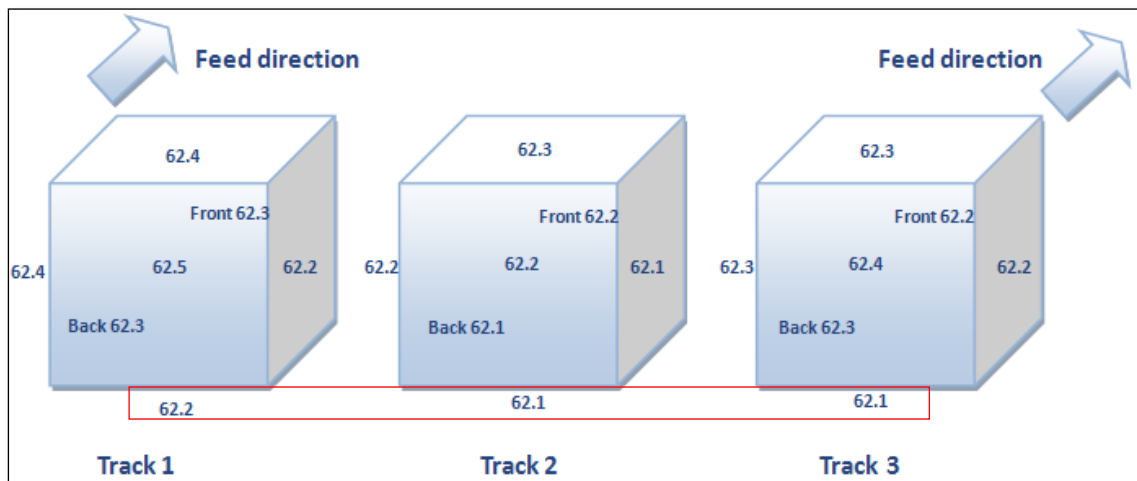 Feed direction
Feed direction
62.4
62.3
62.3
Front 62.3
Front 62.2
Front 62.2
62.4
62.5
62.2
62.2
62.2
62.1
62.3
62.4
62.2
Back 62.3
Back 62.1
Back 62.3
62.2
62.1
62.1
Track 1
Track 2
Track 3